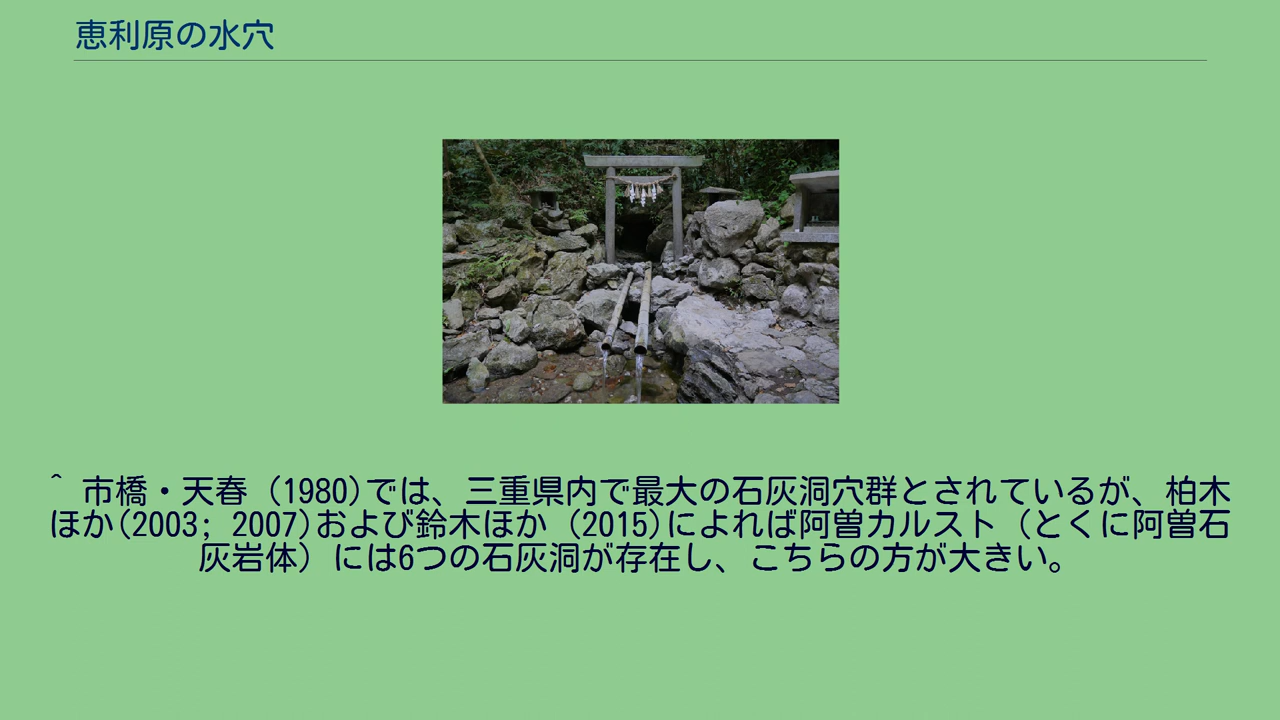 恵利原の水穴
^ 市橋・天春 (1980)では、三重県内で最大の石灰洞穴群とされているが、柏木
ほか(2003; 2007)および鈴木ほか (2015)によれば阿曽カルスト (とくに阿曽石
灰岩体) には6つの石灰洞が存在し、こちらの方が大きい。